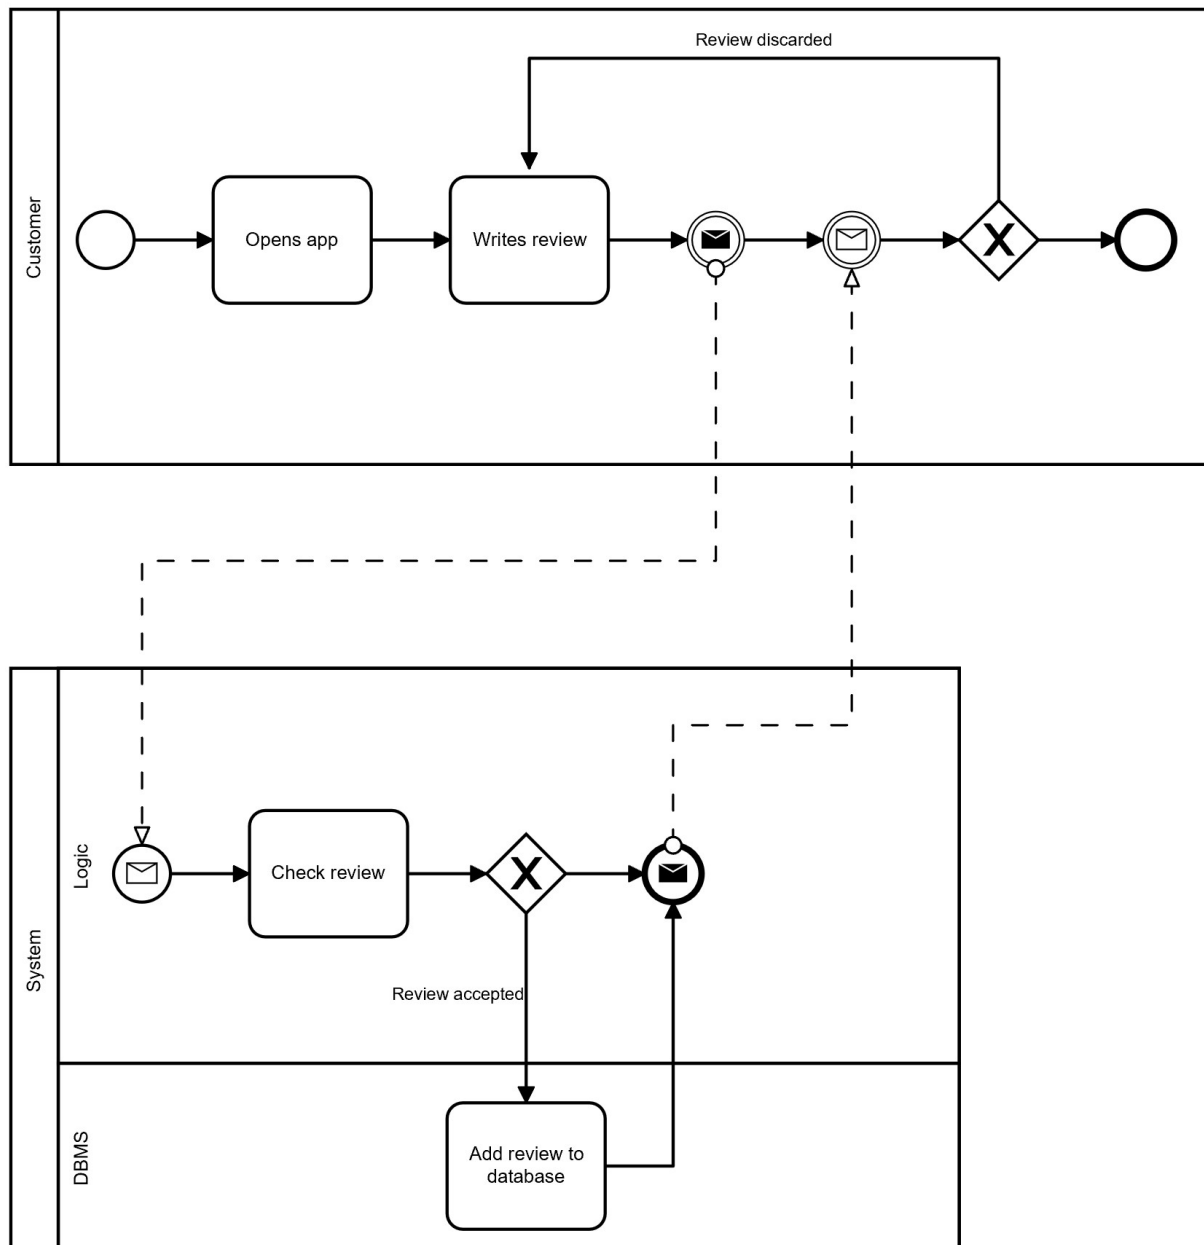 Review discarded
Customer
Opens app
Writes review
System
Logic
Check review
Review accepted
DBMS
Add review to
database